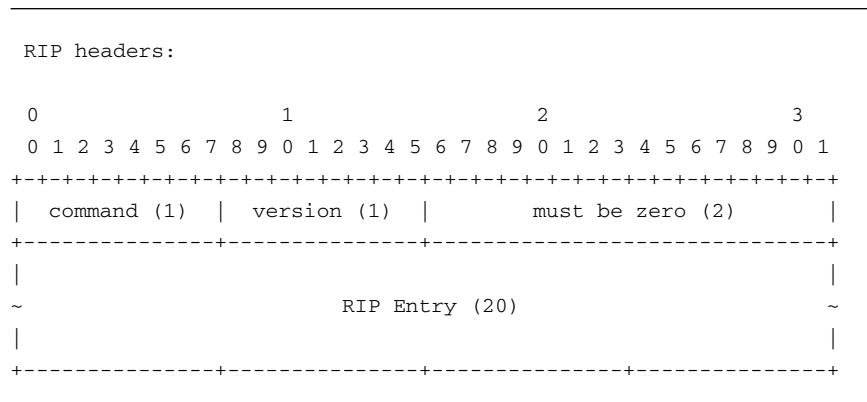 RIP headers:
0                   1                   2                   3
0 1 2 3 4 5 6 7 8 9 0 1 2 3 4 5 6 7 8 9 0 1 2 3 4 5 6 7 8 9 0 1
+-+-+-+-+-+-+-+-+-+-+-+-+-+-+-+-+-+-+-+-+-+-+-+-+-+-+-+-+-+-+-+-+
|  command (1)  |  version (1)  |        must be zero (2)       |
+---------------+---------------+-------------------------------+
|                                                               |
~                         RIP Entry (20)                        ~
|                                                               |
+---------------+---------------+---------------+---------------+